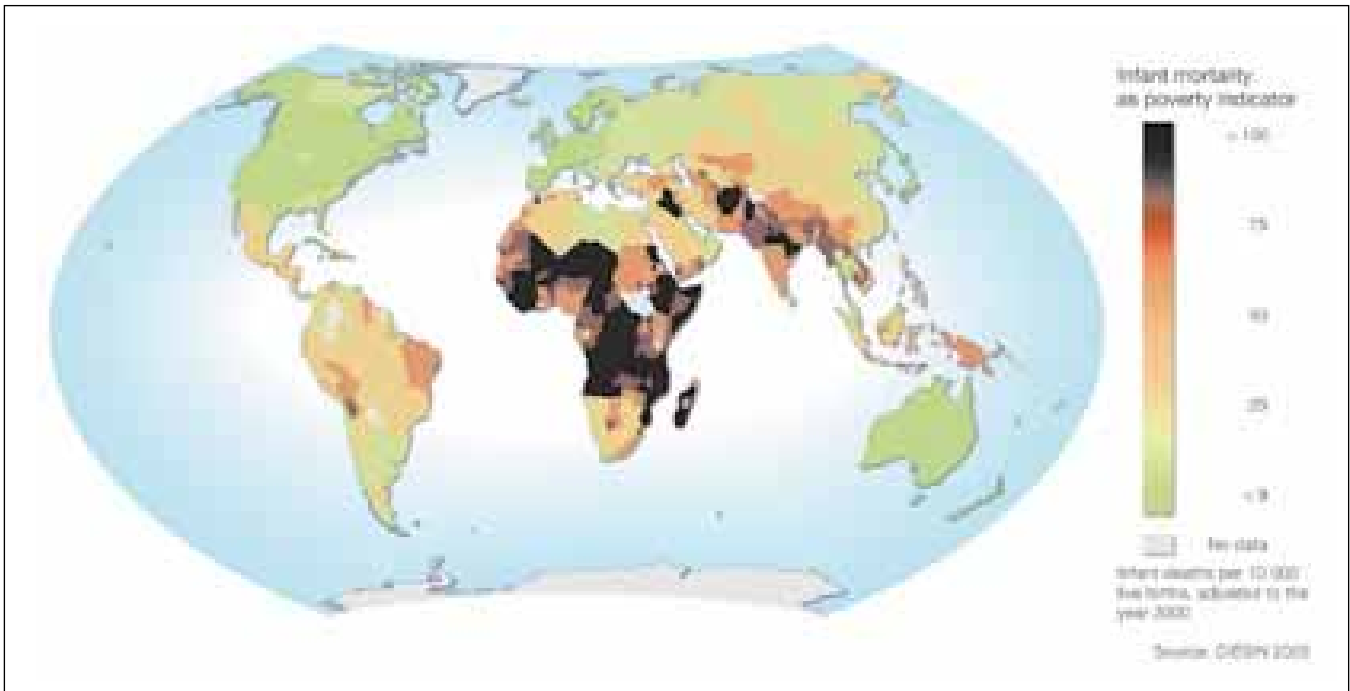 Infant mortality
as poverty indicator
> 100
75
50
25
< 9
No data
Infant deaths per 10 000
live births, adjusted to the
year 2000
Source: CIESIN 2005